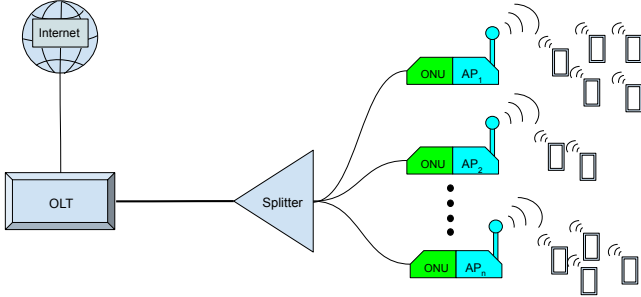 Internet
ONU AP1
OLT
Splitter
ONU AP2
ONU APn